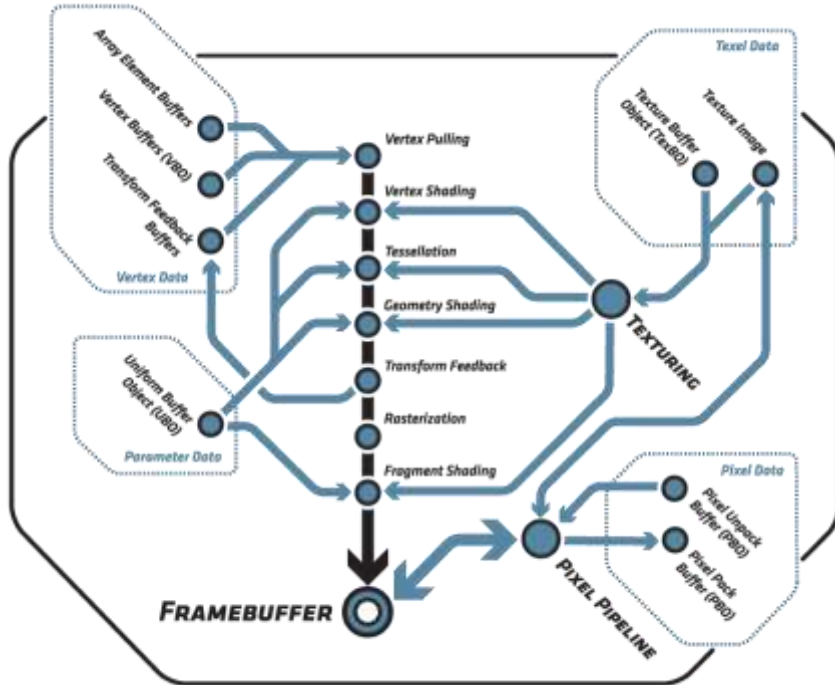 Array Element Buffers
Vertex Buffers (VBO)
Transform Feedback
Buffers
Vertex Data
Vertex Pulling
Vertex Shading
Tessellation
Geometry Shading
Transform Feedback
Rasterization
Fragment Shading
FRAMEBUFFER
Uniform Buffer
Object (UBO)
Parameter Data
Texel Data
Texture Buffer
Object (TexBO)
Texture Image
TEXTURING
Pixel Data
Pixel Unpack
Buffer (PBO)
Pixel Pack
Buffer (PBO)
PIXEL PIPELINE